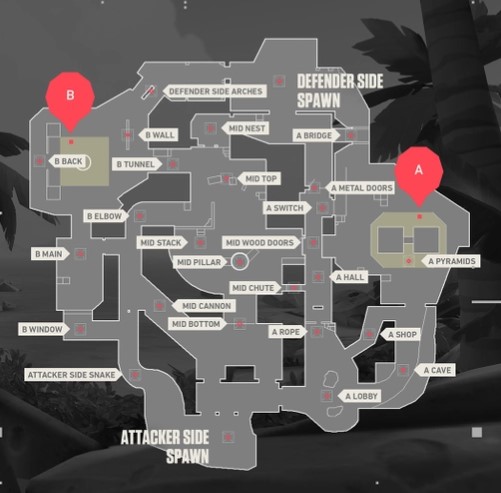 DEFENDER SIDE
SPAWN
B
DEFENDER SIDE ARCHES
B WALL
MID NEST
A BRIDGE
B BACK
B TUNNEL
MID TOP
A METAL DOORS
A
A SWITCH
B ELBOW
MID STACK
MID WOOD DOORS
B MAIN
MID PILLAR
A PYRAMIDS
A HALL
MID CHUTE
MID CANNON
MID BOTTOM
B WINDOW
A ROPE
A SHOP
ATTACKER SIDE SNAKE
A CAVE
A LOBBY
ATTACKER SIDE
SPAWN